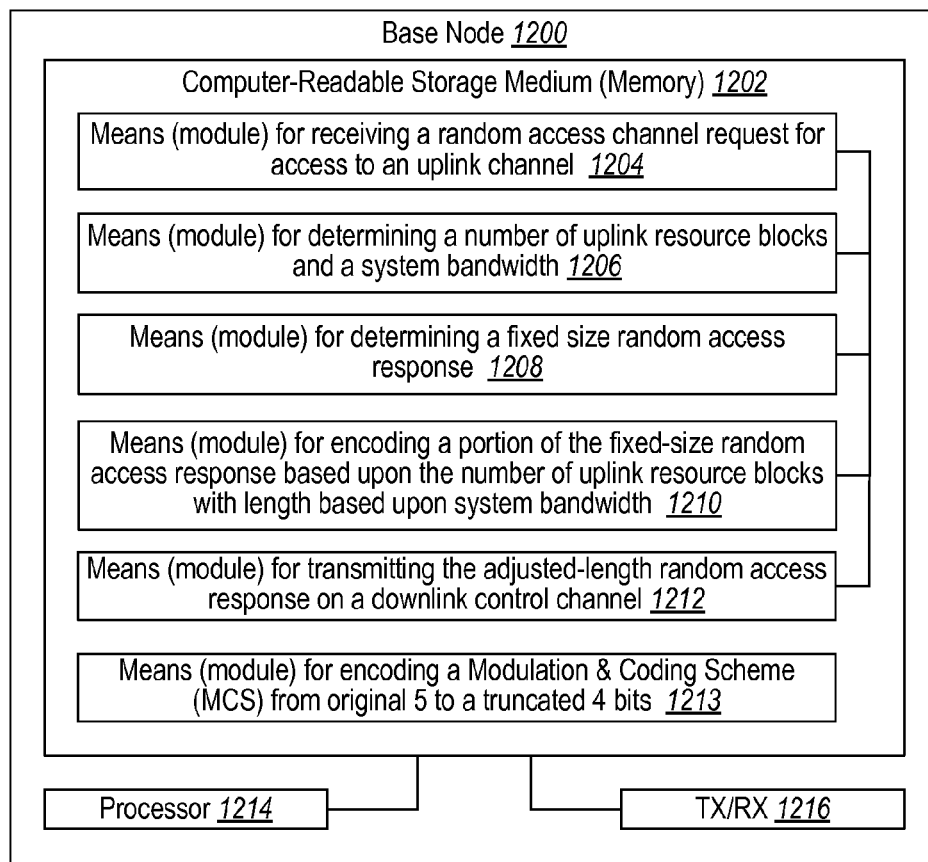 Base Node 1200
Computer-Readable Storage Medium (Memory) 1202
Means (module) for receiving a random access channel request for
access to an uplink channel 1204
Means (module) for determining a number of uplink resource blocks
and a system bandwidth 1206
Means (module) for determining a fixed size random access
response 1208
Means (module) for encoding a portion of the fixed-size random
access response based upon the number of uplink resource blocks
with length based upon system bandwidth 1210
Means (module) for transmitting the adjusted-length random access
response on a downlink control channel 1212
Means (module) for encoding a Modulation & Coding Scheme
(MCS) from original 5 to a truncated 4 bits 1213
Processor 1214
TX/RX 1216